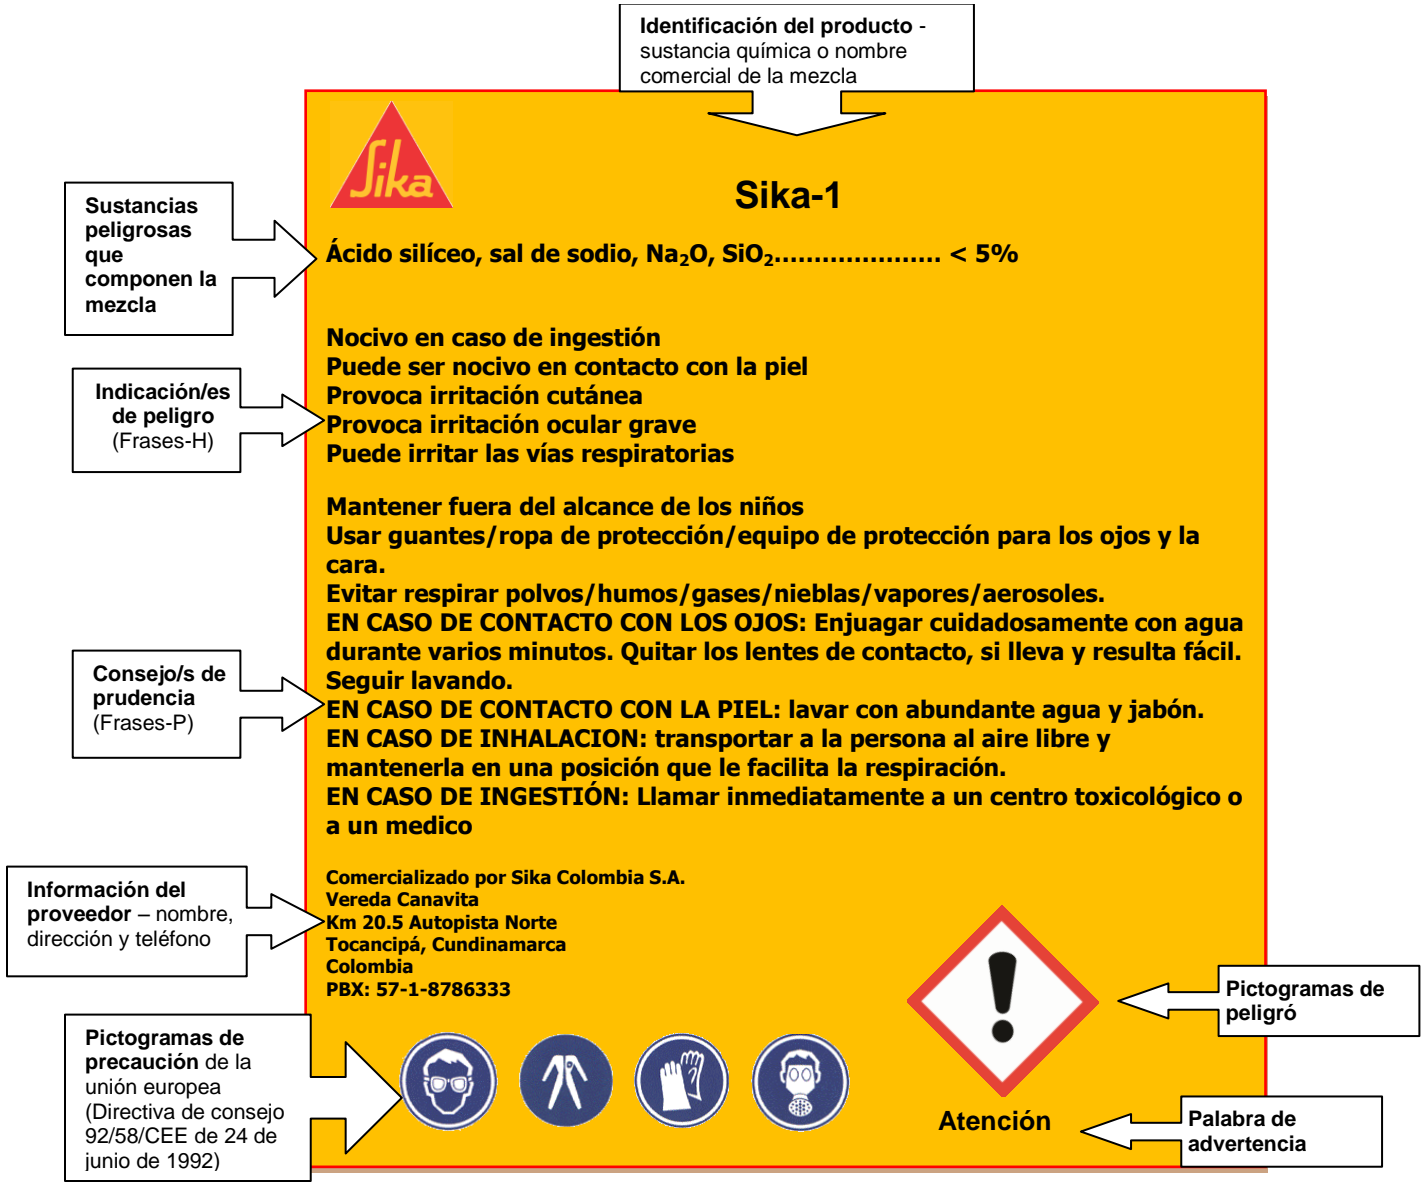 Identificación del producto -
sustancia química o nombre
comercial de la mezcla
Sika
Sika-1
Sustancias
peligrosas
que
componen la
mezcla
Ácido silíceo, sal de sodio, Na₂O, SiO₂..................... < 5%
Nocivo en caso de ingestión
Puede ser nocivo en contacto con la piel
Provoca irritación cutánea
Provoca irritación ocular grave
Puede irritar las vías respiratorias
Indicación/es
de peligro
(Frases-H)
Mantener fuera del alcance de los niños
Usar guantes/ropa de protección/equipo de protección para los ojos y la
cara.
Evitar respirar polvos/humos/gases/nieblas/vapores/aerosoles.
EN CASO DE CONTACTO CON LOS OJOS: Enjuagar cuidadosamente con agua
durante varios minutos. Quitar los lentes de contacto, si lleva y resulta fácil.
Seguir lavando.
EN CASO DE CONTACTO CON LA PIEL: lavar con abundante agua y jabón.
EN CASO DE INHALACION: transportar a la persona al aire libre y
mantenerla en una posición que le facilita la respiración.
EN CASO DE INGESTIÓN: Llamar inmediatamente a un centro toxicológico o
a un medico
Consejo/s de
prudencia
(Frases-P)
Comercializado por Sika Colombia S.A.
Vereda Canavita
Km 20.5 Autopista Norte
Tocancipá, Cundinamarca
Colombia
PBX: 57-1-8786333
Información del
proveedor – nombre,
dirección y teléfono
Pictogramas de
precaución de la
unión europea
(Directiva de consejo
92/58/CEE de 24 de
junio de 1992)
Pictogramas de
peligró
Atención
Palabra de
advertencia